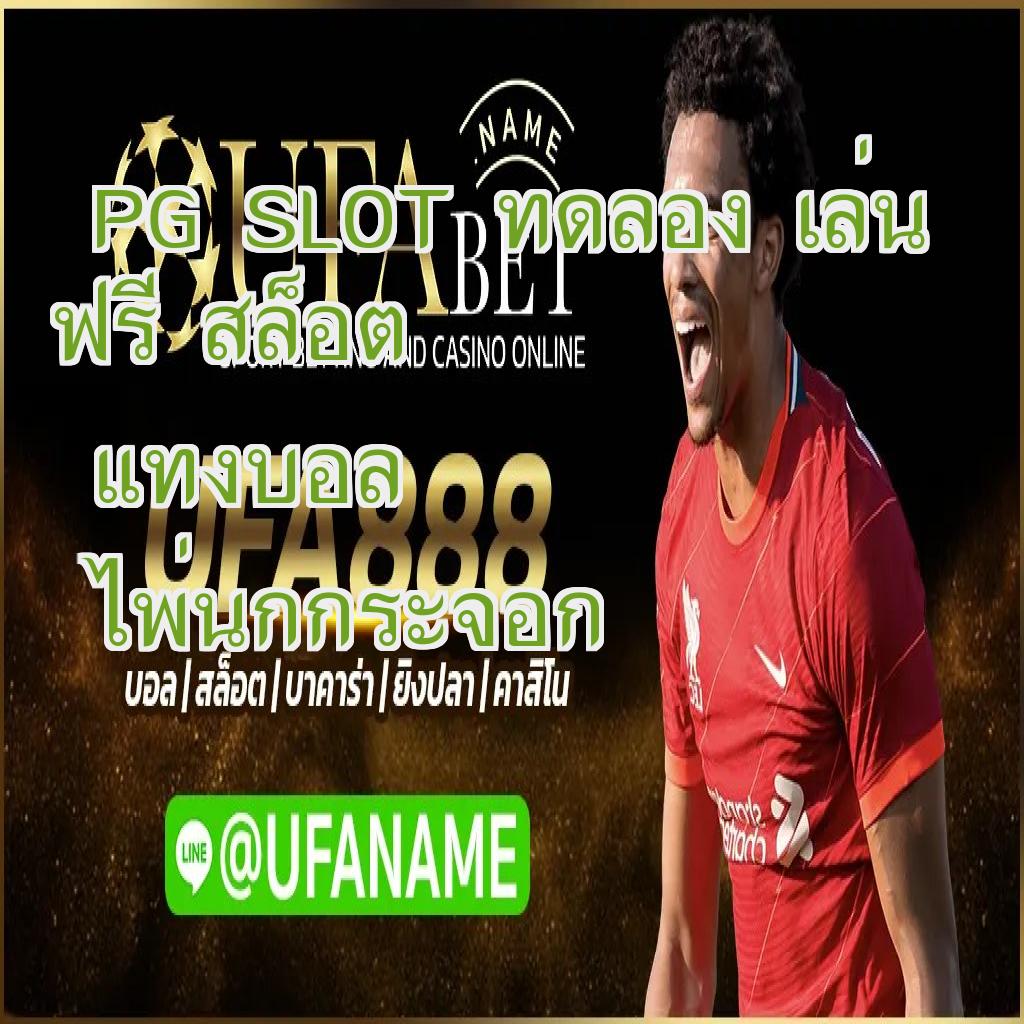 .NAME
UFABET
PG SLOT ทดลอง เล่น
ฟรี สล็อต
SPORT BETTING AND CASINO ONLINE
แทงบอล
UFA888
ไพ่นกกระจอก
บอล | สล็อต | บาคาร่า | ยิงปลา | คาสิโน
LINE @UFANAME